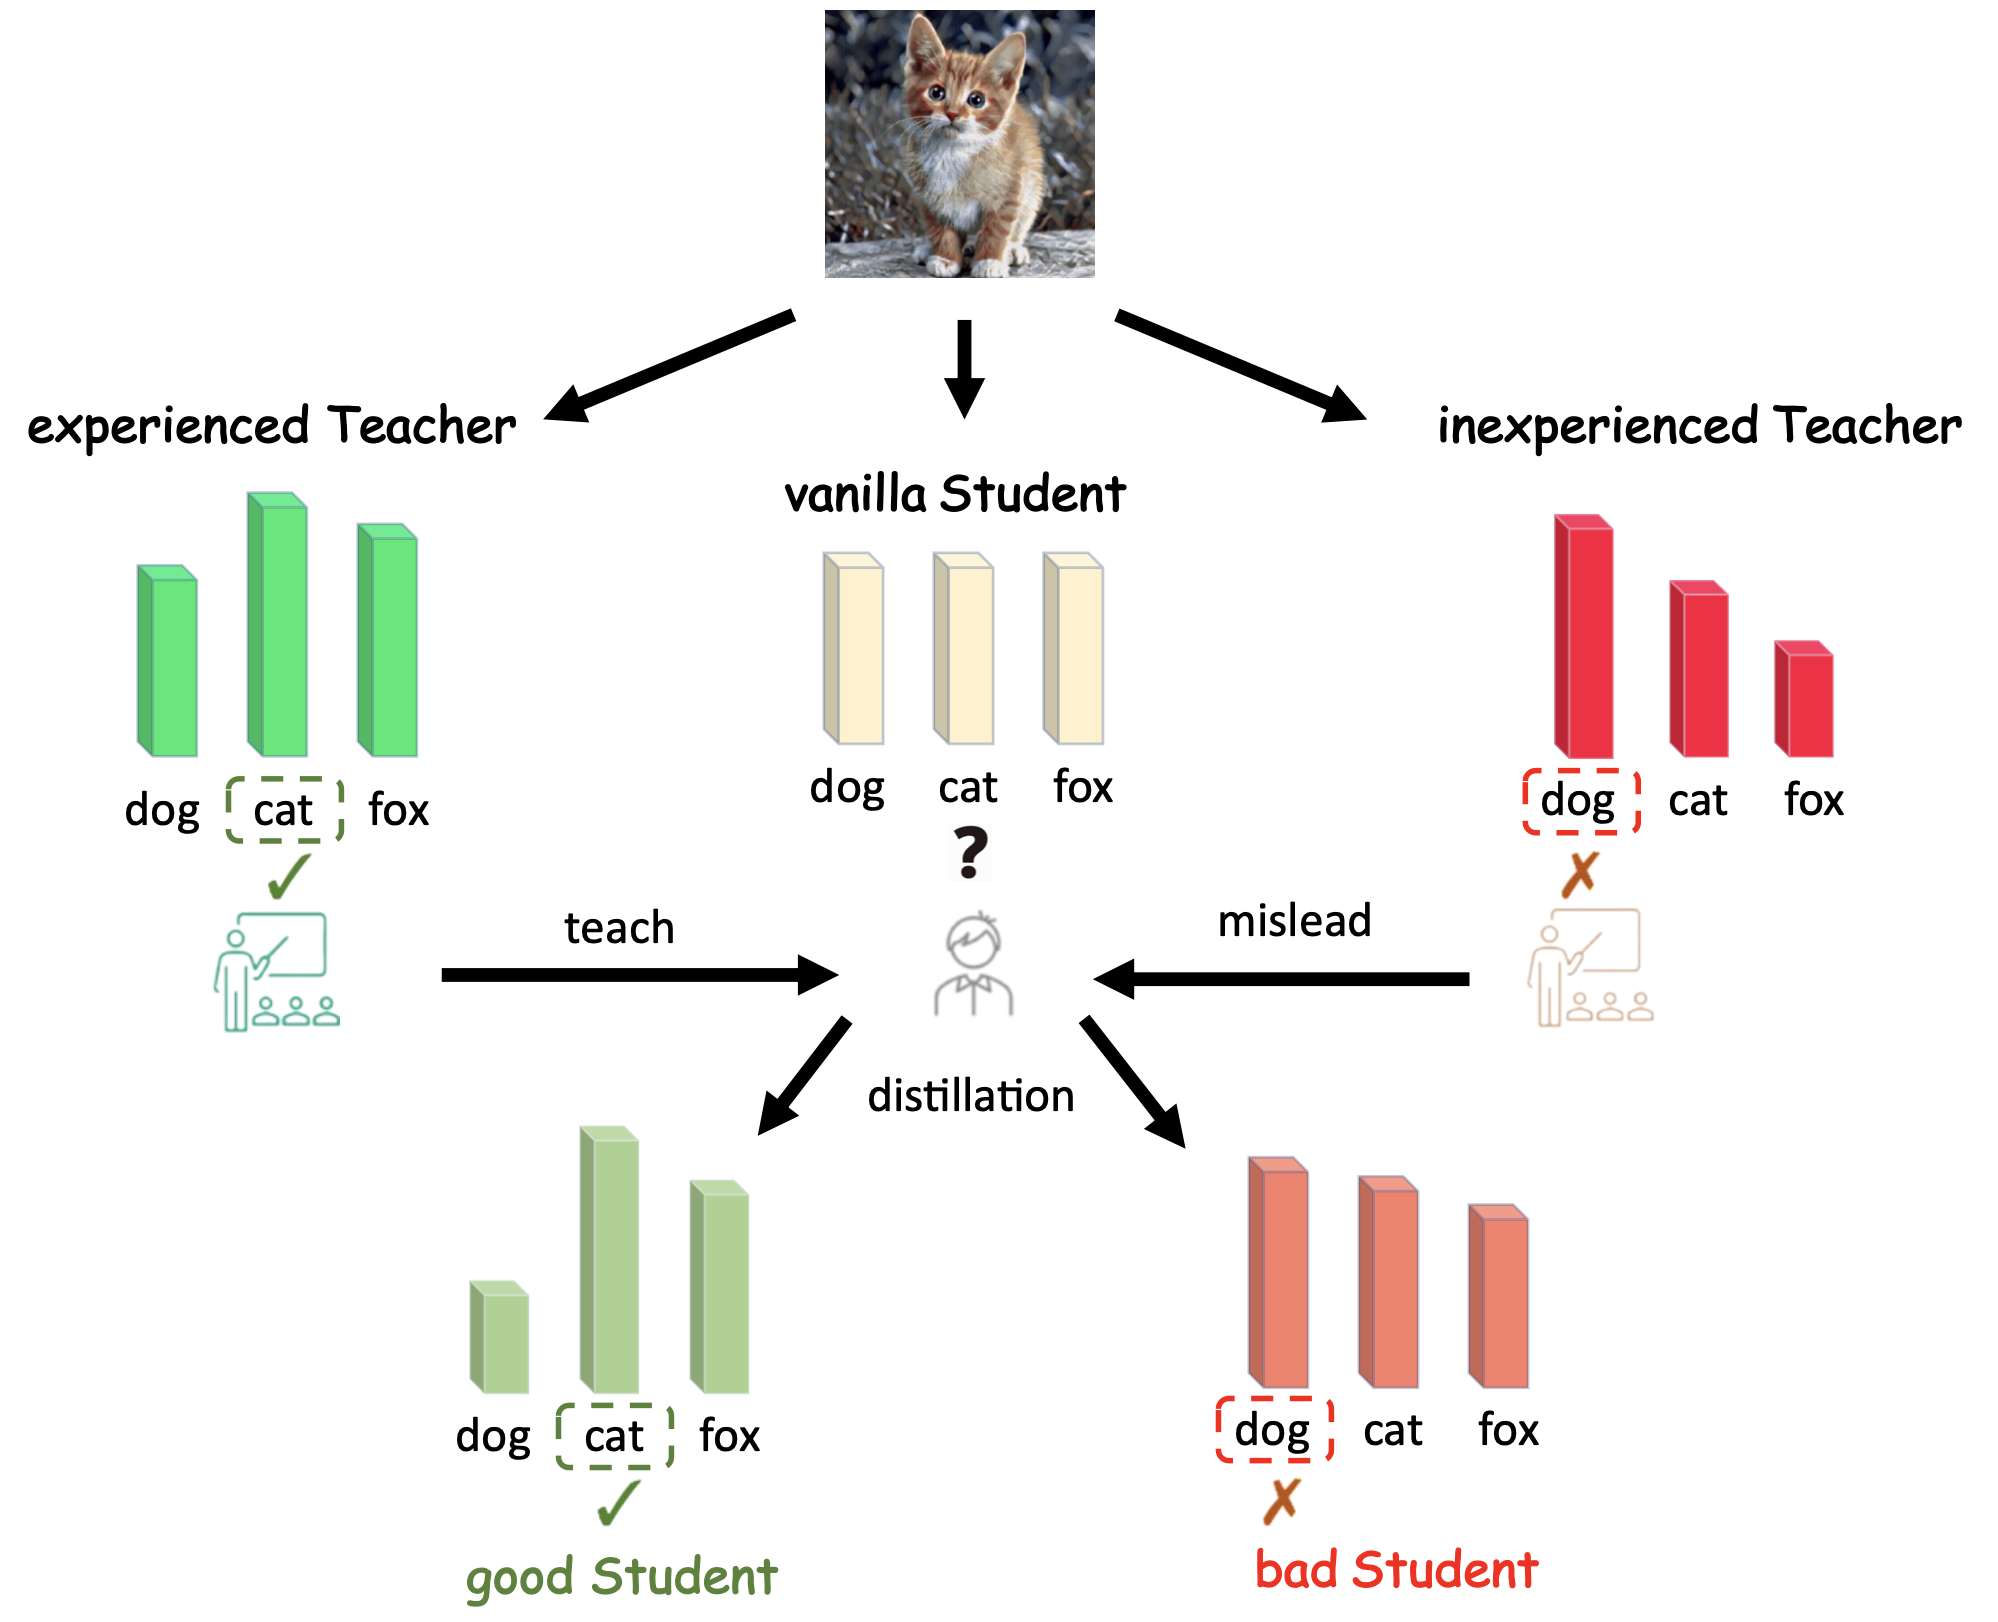 experienced Teacher
inexperienced Teacher
vanilla Student
dog cat fox
dog cat fox
dog cat fox
?
✓
✗
teach
mislead
distillation
dog cat fox
dog cat fox
✓
✗
good Student
bad Student